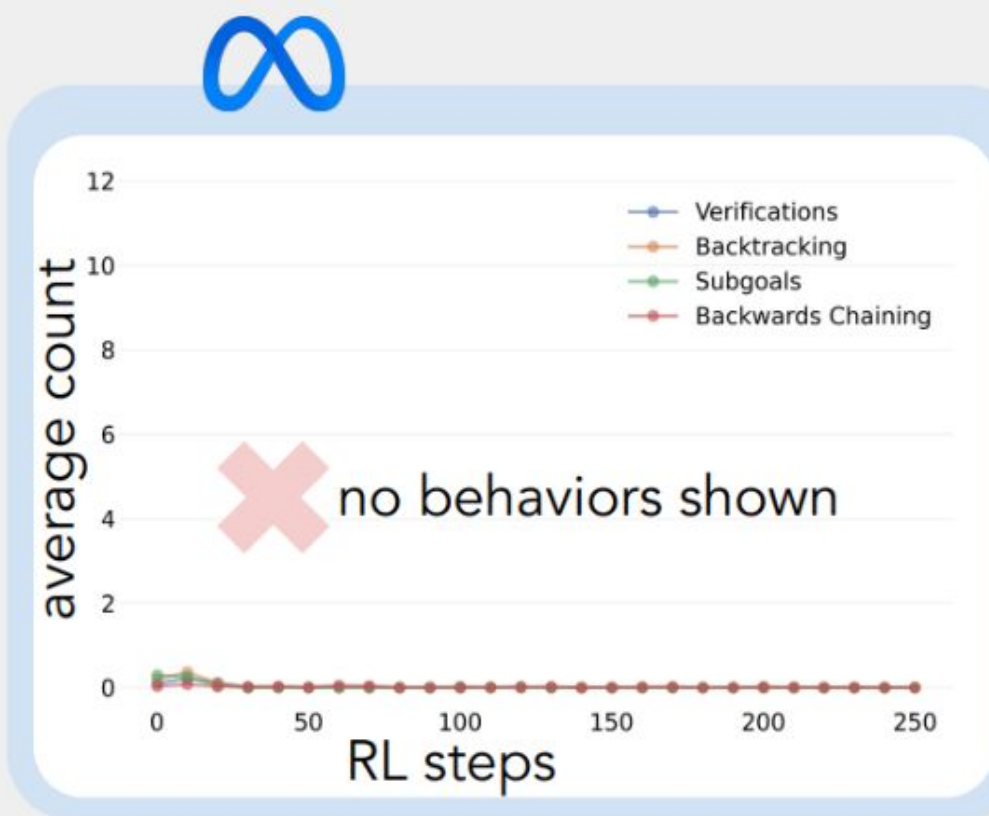 12
10
8
6
4
2
0
average count
Verifications
Backtracking
Subgoals
Backwards Chaining
no behaviors shown
0 50 100 150 200 250
RL steps